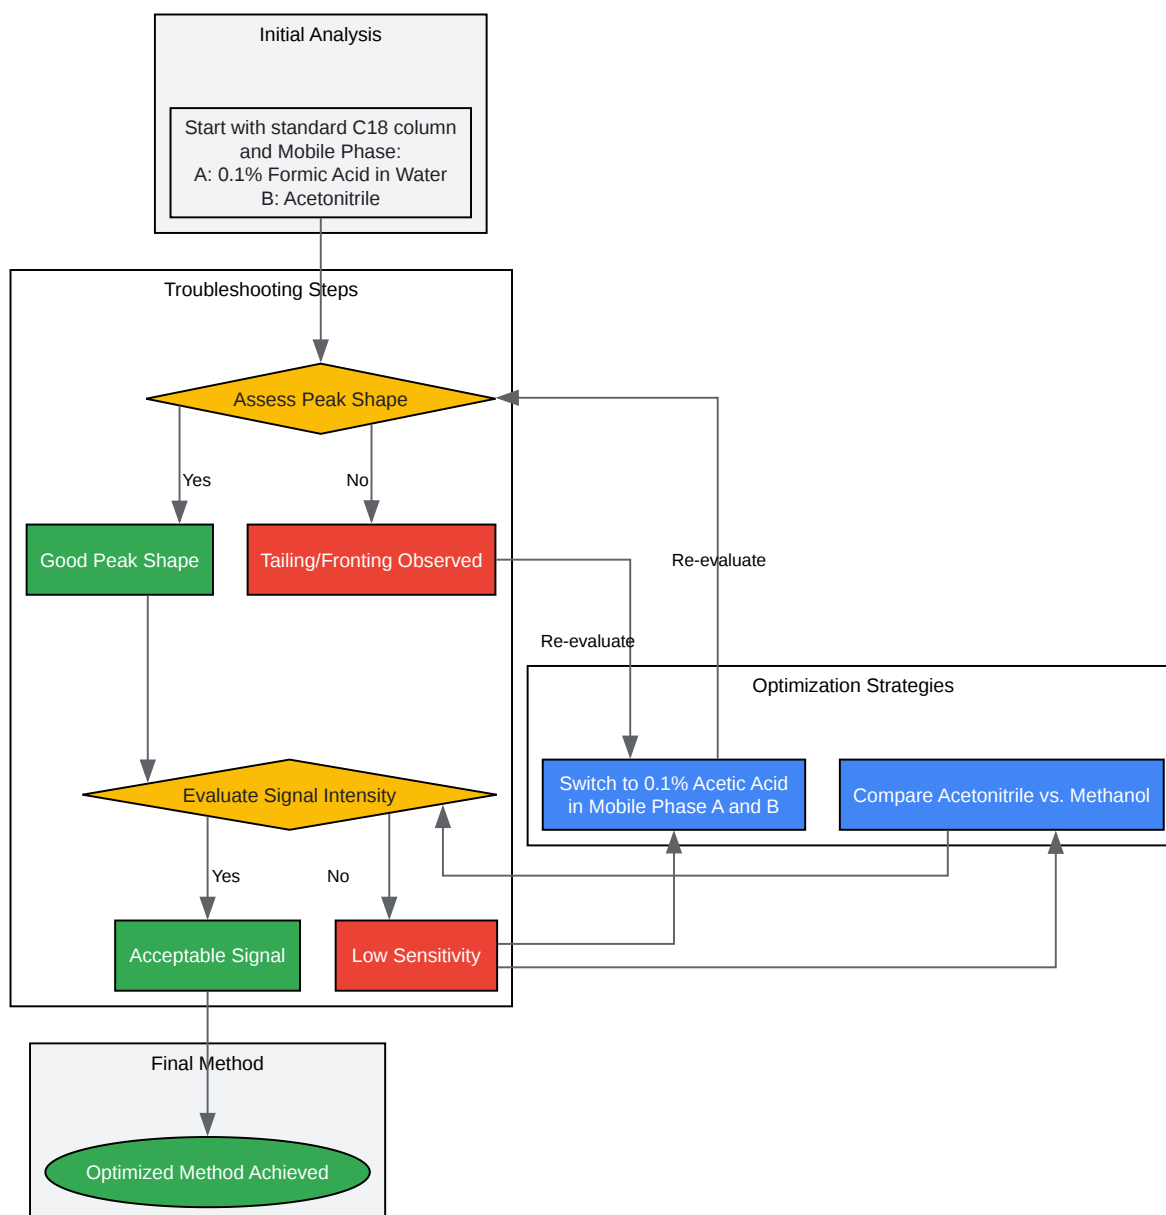 Initial Analysis
Start with standard C18 column
and Mobile Phase:
A: 0.1% Formic Acid in Water
B: Acetonitrile
Troubleshooting Steps
Assess Peak Shape
Yes
No
Good Peak Shape
Tailing/Fronting Observed
Re-evaluate
Re-evaluate
Optimization Strategies
Switch to 0.1% Acetic Acid
in Mobile Phase A and B
Compare Acetonitrile vs. Methanol
Evaluate Signal Intensity
Yes
No
Acceptable Signal
Low Sensitivity
Final Method
Optimized Method Achieved